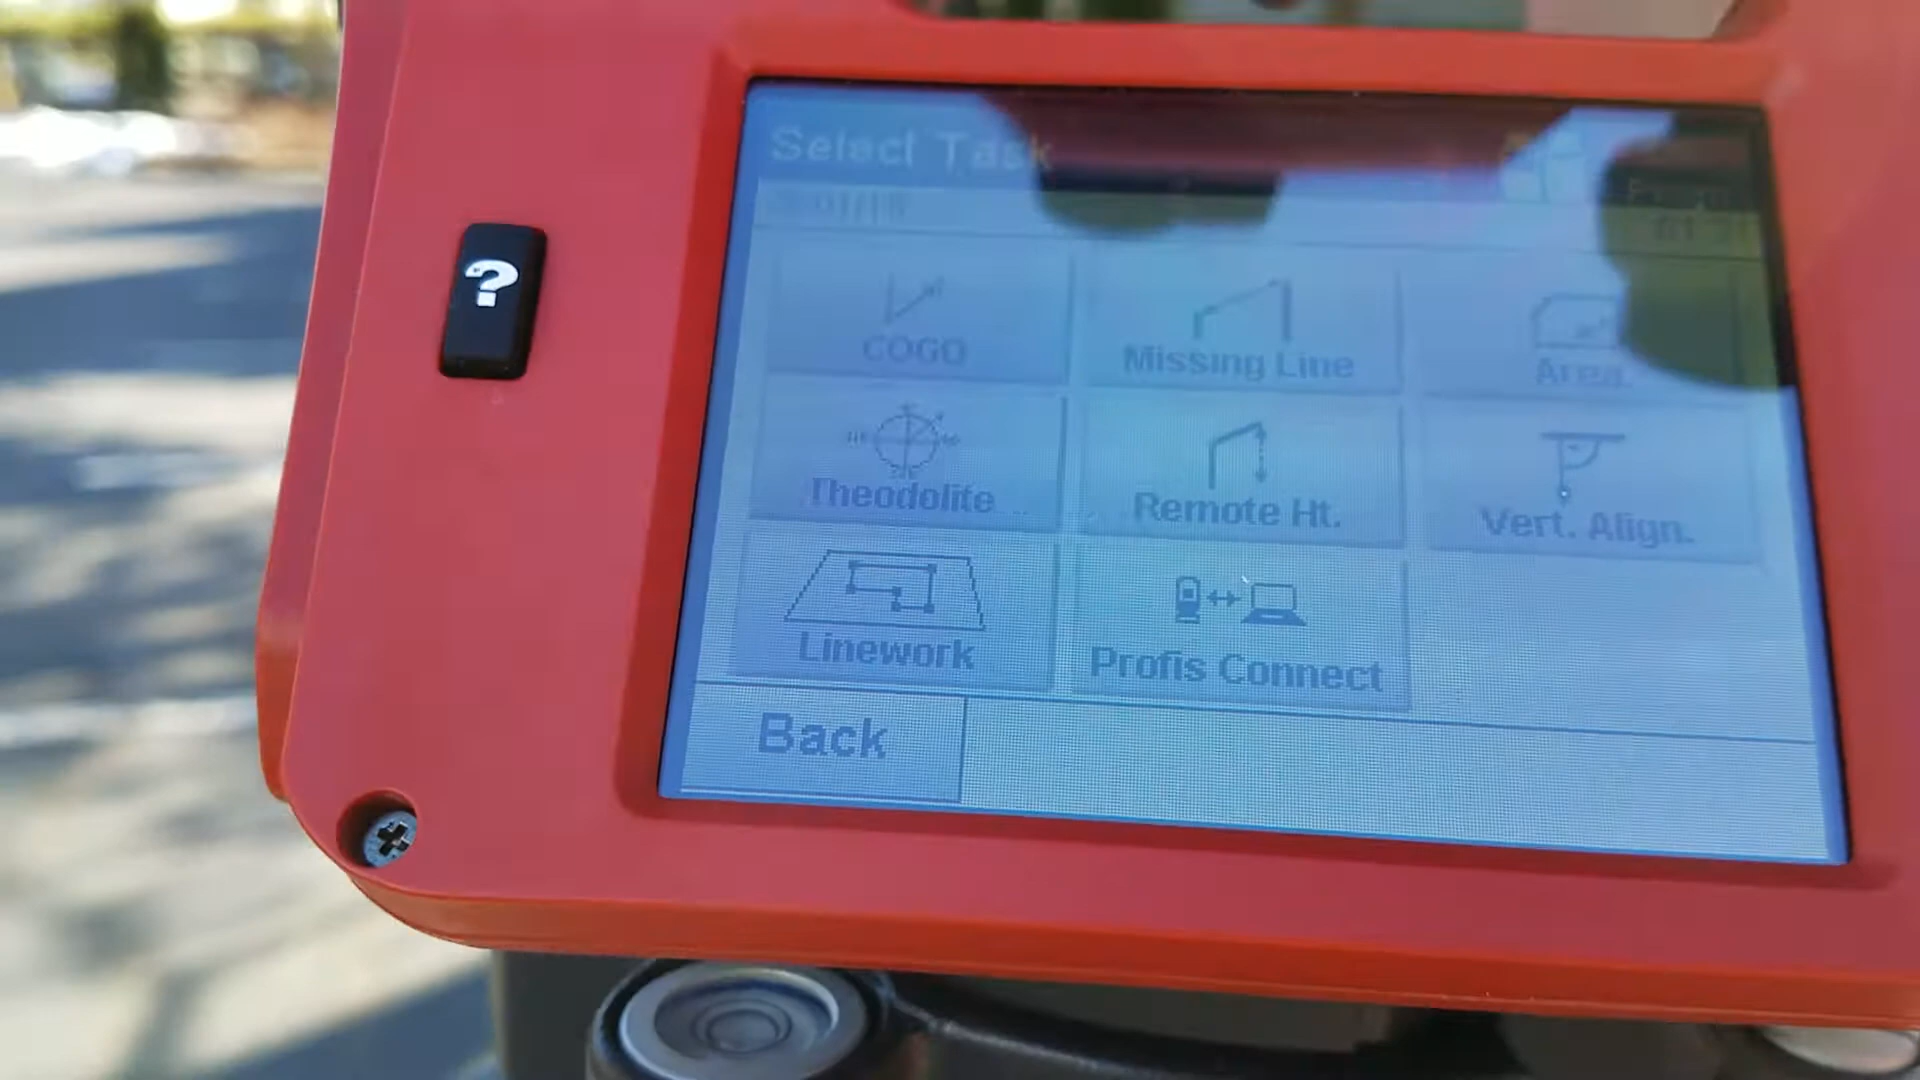 ?
Select Task
COGO
Missing Line
Area
Theodolite
Remote Ht.
Vert. Align.
Linework
Profis Connect
Back